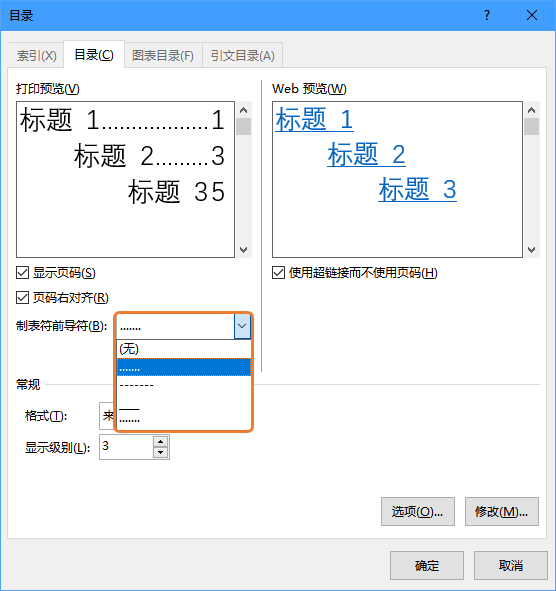 目录
?
索引(X) 目录(C) 图表目录(F) 引文目录(A)
打印预览(V) Web 预览(W)
标题 1..................1
标题 2.........3
标题 35
标题 1
标题 2
标题 3
显示页码(S) 使用超链接而不使用页码(H)
页码右对齐(R)
制表符前导符(B): .......
(无)
.......
-------
___
.......
常规
格式(T):
显示级别(L): 3
选项(O)... 修改(M)...
确定 取消